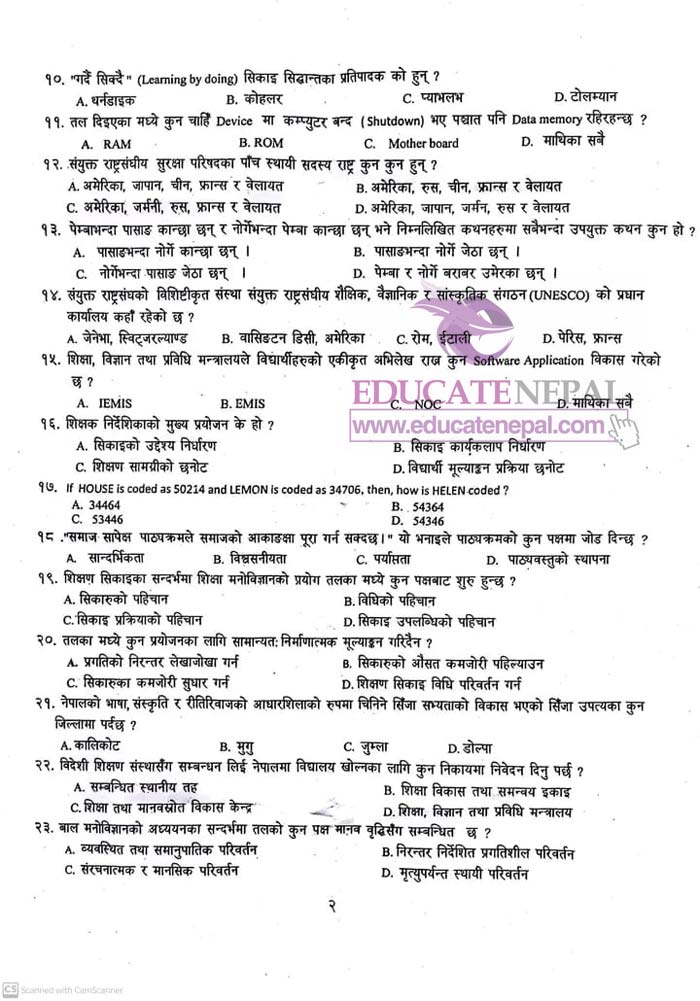 १०. "गर्दै सिक्दै" (Learning by doing) सिकाइ सिद्धान्तका प्रतिपादक को हुन् ?
A. थर्नडाइक B. कोहलर C. प्याभलभ D. टोलम्यान
११. तल दिइएका मध्ये कुन चाहिँ Device मा कम्प्युटर बन्द (Shutdown) भए पश्चात पनि Data memory रहिरहन्छ ?
A. RAM B. ROM C. Mother board D. माथिका सबै
१२. संयुक्त राष्ट्रसंघीय सुरक्षा परिषदका पाँच स्थायी सदस्य राष्ट्र कुन कुन हुन् ?
A. अमेरिका, जापान, चीन, फ्रान्स र वेलायत B. अमेरिका, रुस, चीन, फ्रान्स र वेलायत
C. अमेरिका, जर्मनी, रुस, फ्रान्स र वेलायत D. अमेरिका, जापान, जर्मन, रुस र वेलायत
१३. पेम्बाभन्दा पासाङ कान्छा छन् र नोर्गेभन्दा पेम्बा कान्छा छन् भने निम्नलिखित कथनहरुमा सबैभन्दा उपयुक्त कथन कुन हो ?
A. पासाङभन्दा नोर्गे कान्छा छन् । B. पासाङभन्दा नोर्गे जेठा छन् ।
C. नोर्गेभन्दा पासाङ जेठा छन् । D. पेम्बा र नोर्गे बराबर उमेरका छन् ।
१४. संयुक्त राष्ट्रसंघको विशिष्टीकृत संस्था संयुक्त राष्ट्रसंघीय शैक्षिक, वैज्ञानिक र सांस्कृतिक संगठन (UNESCO) को प्रधान
कार्यालय कहाँ रहेको छ ?
A. जेनेभा, स्विट्जरल्याण्ड B. वासिङटन डिसी, अमेरिका C. रोम, ईटाली D. पेरिस, फ्रान्स
१५. शिक्षा, विज्ञान तथा प्रविधि मन्त्रालयले विद्यार्थीहरुको एकीकृत अभिलेख राख्न कुन Software Application विकास गरेको
छ ?
A. IEMIS B. EMIS C. NOC D. माथिका सबै
EDUCATENEPAL
www.educatenepal.com
१६. शिक्षक निर्देशिकाको मुख्य प्रयोजन के हो ?
A. सिकाइको उद्देश्य निर्धारण B. सिकाइ कार्यकलाप निर्धारण
C. शिक्षण सामग्रीको छनोट D. विद्यार्थी मूल्याङ्कन प्रक्रिया छनोट
१७. If HOUSE is coded as 50214 and LEMON is coded as 34706, then, how is HELEN coded ?
A. 34464 B. 54364
C. 53446 D. 54346
१८ ."समाज सापेक्ष पाठ्यक्रमले समाजको आकाङक्षा पूरा गर्न सक्दछ।" यो भनाइले पाठ्यक्रमको कुन पक्षमा जोड दिन्छ ?
A. सान्दर्भिकता B. विश्वसनीयता C. पर्याप्तता D. पाठ्यवस्तुको स्थापना
१९. शिक्षण सिकाइका सन्दर्भमा शिक्षा मनोविज्ञानको प्रयोग तलका मध्ये कुन पक्षबाट शुरु हुन्छ ?
A. सिकारुको पहिचान B. विधिको पहिचान
C. सिकाइ प्रक्रियाको पहिचान D. सिकाइ उपलब्धिको पहिचान
२०. तलका मध्ये कुन प्रयोजनका लागि सामान्यतः निर्माणात्मक मूल्याङ्कन गरिदैन ?
A. प्रगतिको निरन्तर लेखाजोखा गर्न B. सिकारुको औसत कमजोरी पहिल्याउन
C. सिकारुका कमजोरी सुधार गर्न D. शिक्षण सिकाइ विधि परिवर्तन गर्न
२१. नेपालको भाषा, संस्कृति र रीतिरिवाजको आधारशिलाको रुपमा चिनिने सिँजा सभ्यताको विकास भएको सिँजा उपत्यका कुन
जिल्लामा पर्दछ ?
A. कालिकोट B. मुगु C. जुम्ला D. डोल्पा
२२. विदेशी शिक्षण संस्थासँग सम्बन्धन लिई नेपालमा विद्यालय खोल्नका लागि कुन निकायमा निवेदन दिनु पर्छ ?
A. सम्बन्धित स्थानीय तह B. शिक्षा विकास तथा समन्वय इकाइ
C. शिक्षा तथा मानवस्रोत विकास केन्द्र D. शिक्षा, विज्ञान तथा प्रविधि मन्त्रालय
२३. बाल मनोविज्ञानको अध्ययनका सन्दर्भमा तलको कुन पक्ष मानव वृद्धिसँग सम्बन्धित छ ?
A. व्यवस्थित तथा समानुपातिक परिवर्तन B. निरन्तर निर्देशित प्रगतिशील परिवर्तन
C. संरचनात्मक र मानसिक परिवर्तन D. मृत्युपर्यन्त स्थायी परिवर्तन
२
CS Scanned with CamScanner